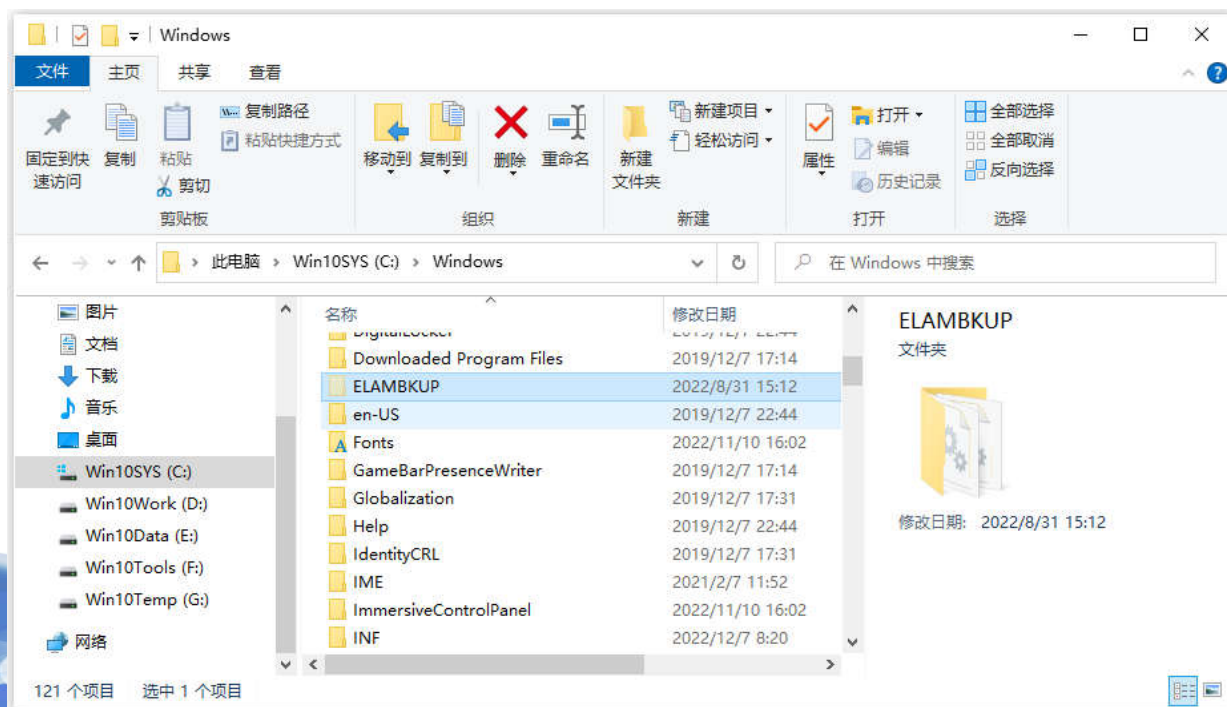 Windows
文件 主页 共享 查看
固定到快速访问
复制
粘贴
复制路径
粘贴快捷方式
剪切
剪贴板
移动到
复制到
删除
重命名
组织
新建
文件夹
新建项目
轻松访问
新建
属性
打开
编辑
历史记录
打开
全部选择
全部取消
反向选择
选择
此电脑 › Win10SYS (C:) › Windows
在 Windows 中搜索
图片
文档
下载
音乐
桌面
Win10SYS (C:)
Win10Work (D:)
Win10Data (E:)
Win10Tools (F:)
Win10Temp (G:)
网络
名称 修改日期
DigitalLocker 2019/12/7 22:44
Downloaded Program Files 2019/12/7 17:14
ELAMBKUP 2022/8/31 15:12
en-US 2019/12/7 22:44
Fonts 2022/11/10 16:02
GameBarPresenceWriter 2019/12/7 17:14
Globalization 2019/12/7 17:31
Help 2019/12/7 22:44
IdentityCRL 2019/12/7 17:31
IME 2021/2/7 11:52
ImmersiveControlPanel 2022/11/10 16:02
INF 2022/12/7 8:20
ELAMBKUP
文件夹
修改日期: 2022/8/31 15:12
121 个项目 选中 1 个项目